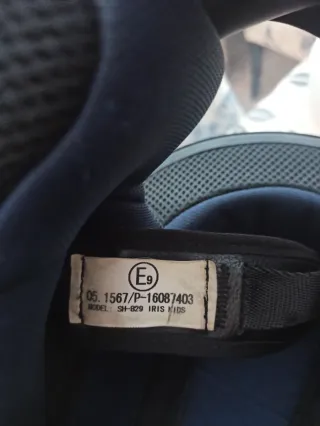 E9
05.1567/P-16087403
MODEL: SH-829 IRIS KIDS